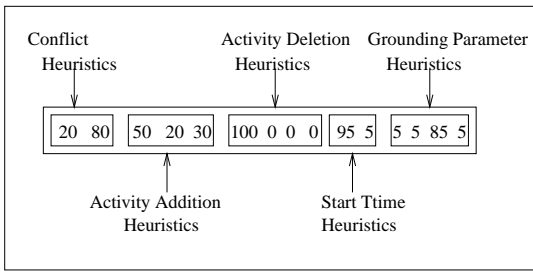 Conflict Heuristics
Activity Deletion Heuristics
Grounding Parameter Heuristics
20 80 50 20 30 100 0 0 0 95 5 5 5 85 5
Activity Addition Heuristics
Start Ttime Heuristics